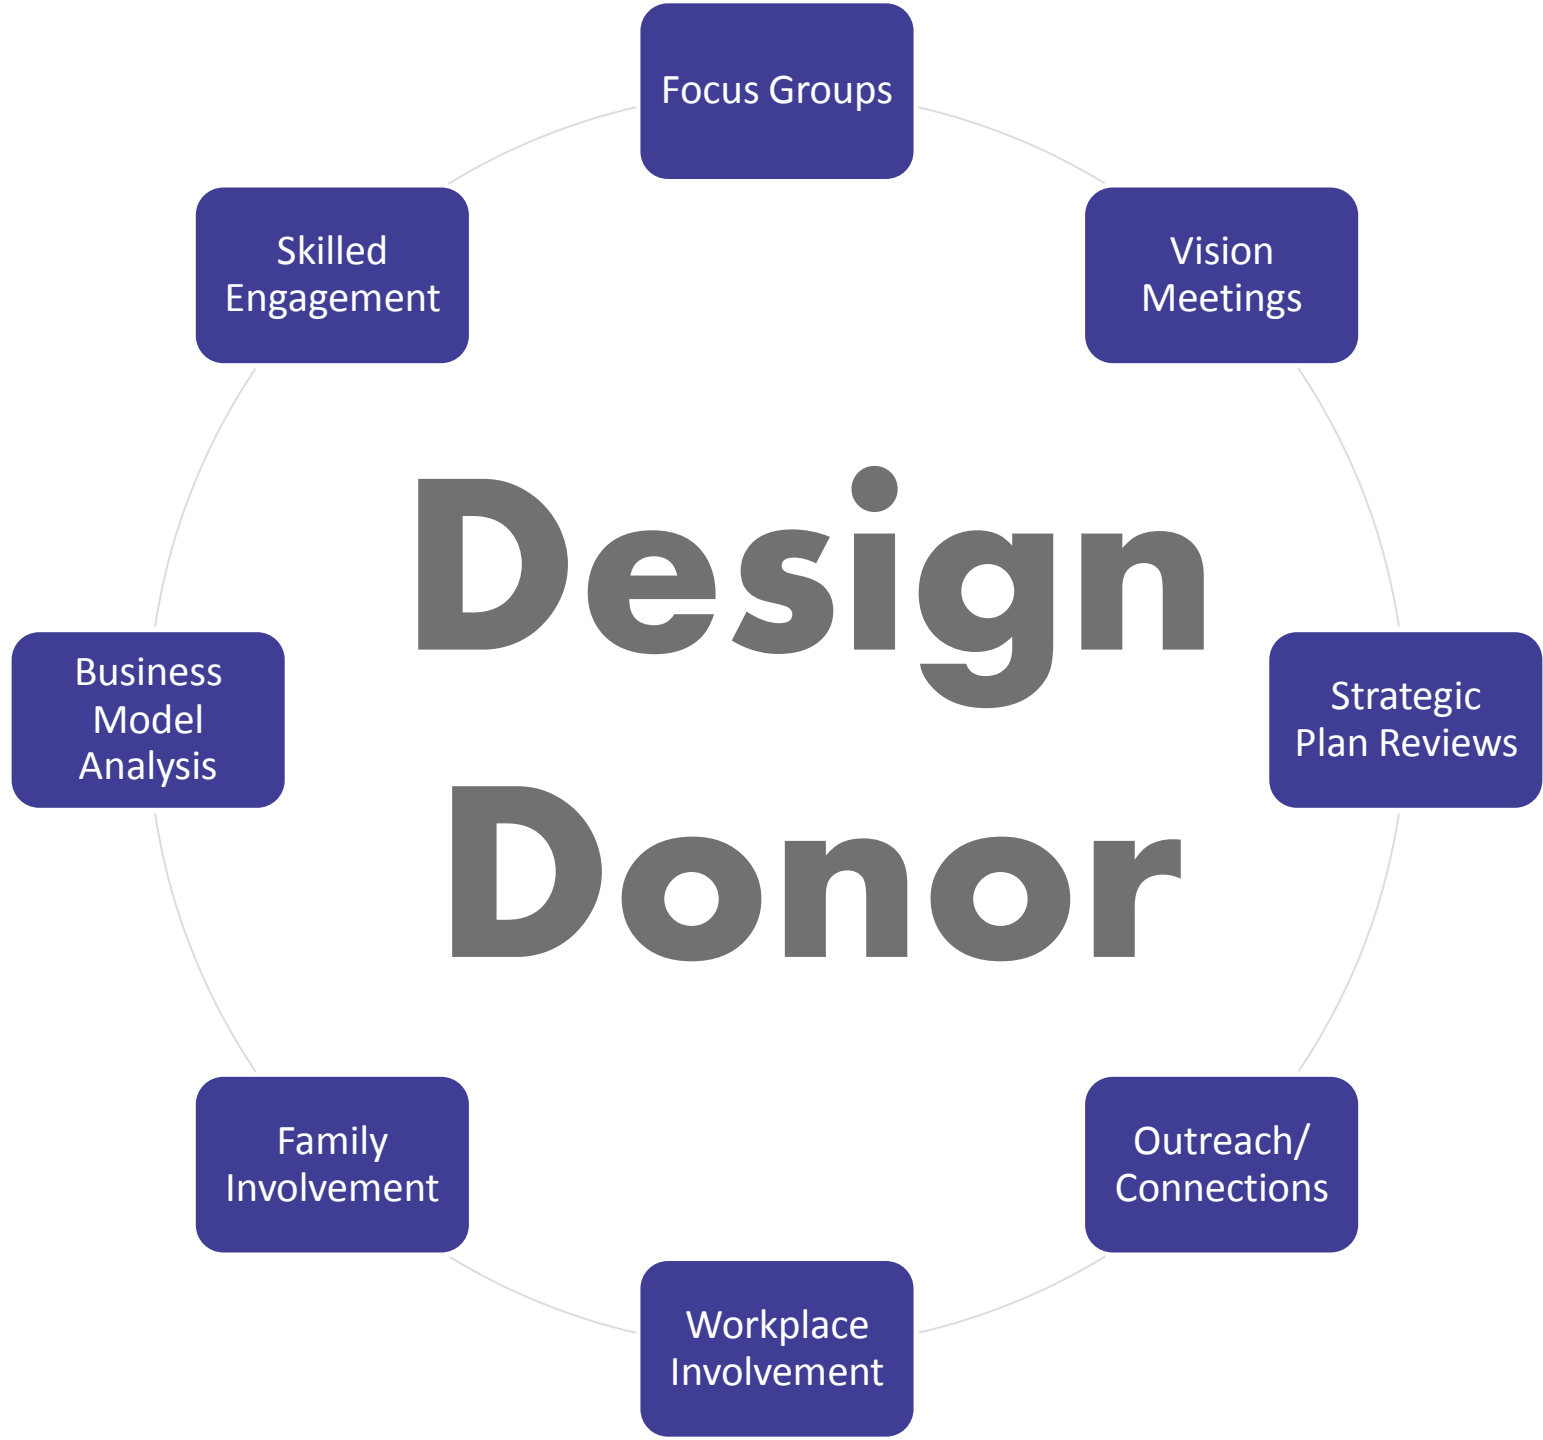 Focus Groups
Vision
Meetings
Strategic
Plan Reviews
Outreach/
Connections
Workplace
Involvement
Family
Involvement
Business
Model
Analysis
Skilled
Engagement
Design
Donor